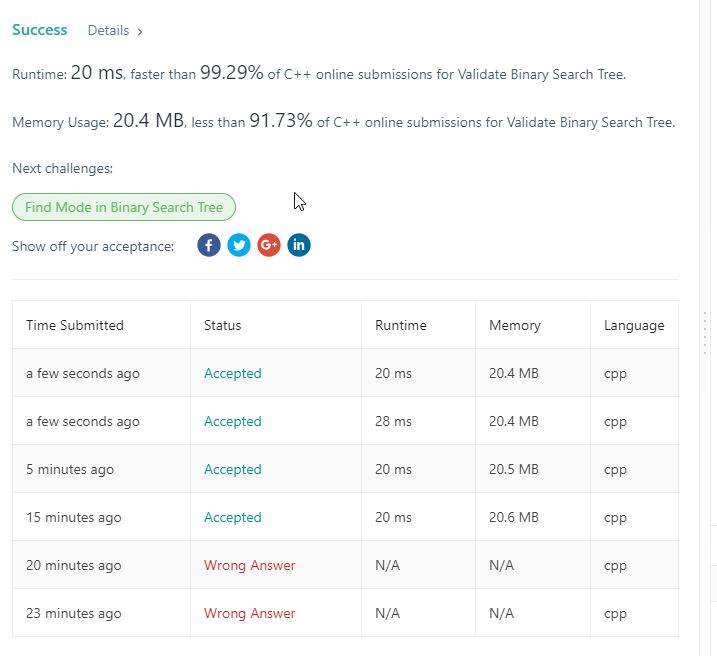 Success Details >
Runtime: 20 ms, faster than 99.29% of C++ online submissions for Validate Binary Search Tree.
Memory Usage: 20.4 MB, less than 91.73% of C++ online submissions for Validate Binary Search Tree.
Next challenges:
Find Mode in Binary Search Tree
Show off your acceptance: f G+ in
Time Submitted Status Runtime Memory Language
a few seconds ago Accepted 20 ms 20.4 MB cpp
a few seconds ago Accepted 28 ms 20.4 MB cpp
5 minutes ago Accepted 20 ms 20.5 MB cpp
15 minutes ago Accepted 20 ms 20.6 MB cpp
20 minutes ago Wrong Answer N/A N/A cpp
23 minutes ago Wrong Answer N/A N/A cpp